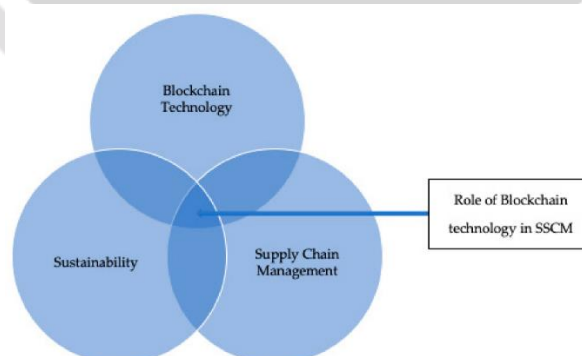 Blockchain
Technology
Role of Blockchain
technology in SSCM
Sustainability
Supply Chain
Management